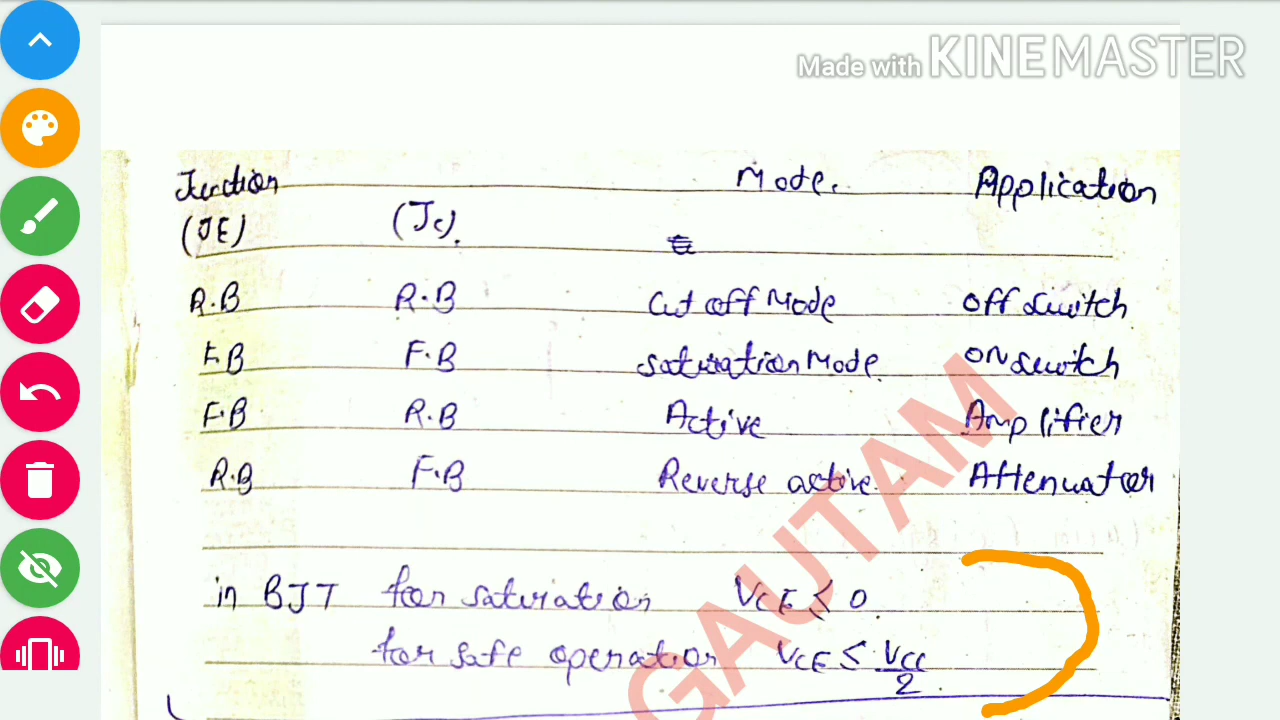 Made with KINEMASTER
Junction Mode. Application
(JE) (Jc).
R.B R.B Cut off Mode off switch
F.B F.B saturation Mode. ON switch
F.B R.B Active Amplifier
R.B F.B Reverse active. Attenuator
in BJT for saturation VCE ≤ 0
for safe operation VCE ≤ VCC/2
GAUTAM